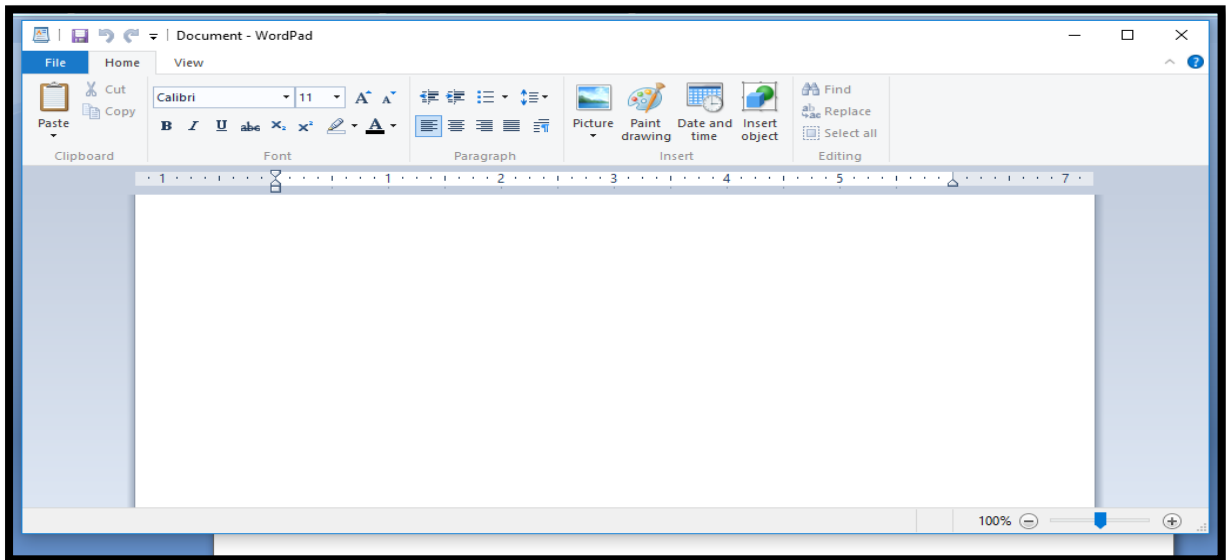 Document - WordPad
File Home View
Cut
Calibri 11 A A
Find
Copy
Replace
Paste
B I U abc X₂ X² A
Picture Paint drawing Date and time Insert object
Select all
Clipboard Font Paragraph Insert Editing
1 1 2 3 4 5 7
100%